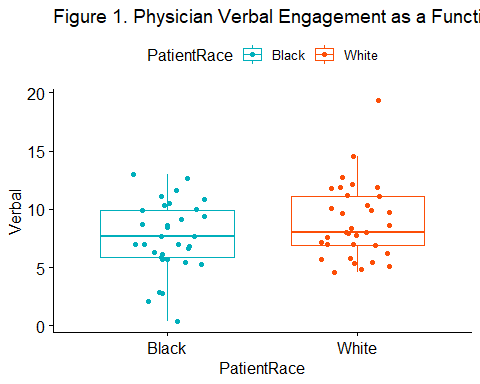 Figure 1. Physician Verbal Engagement as a Functi
PatientRace Black White
20
15
10
5
0
Verbal
Black White
PatientRace